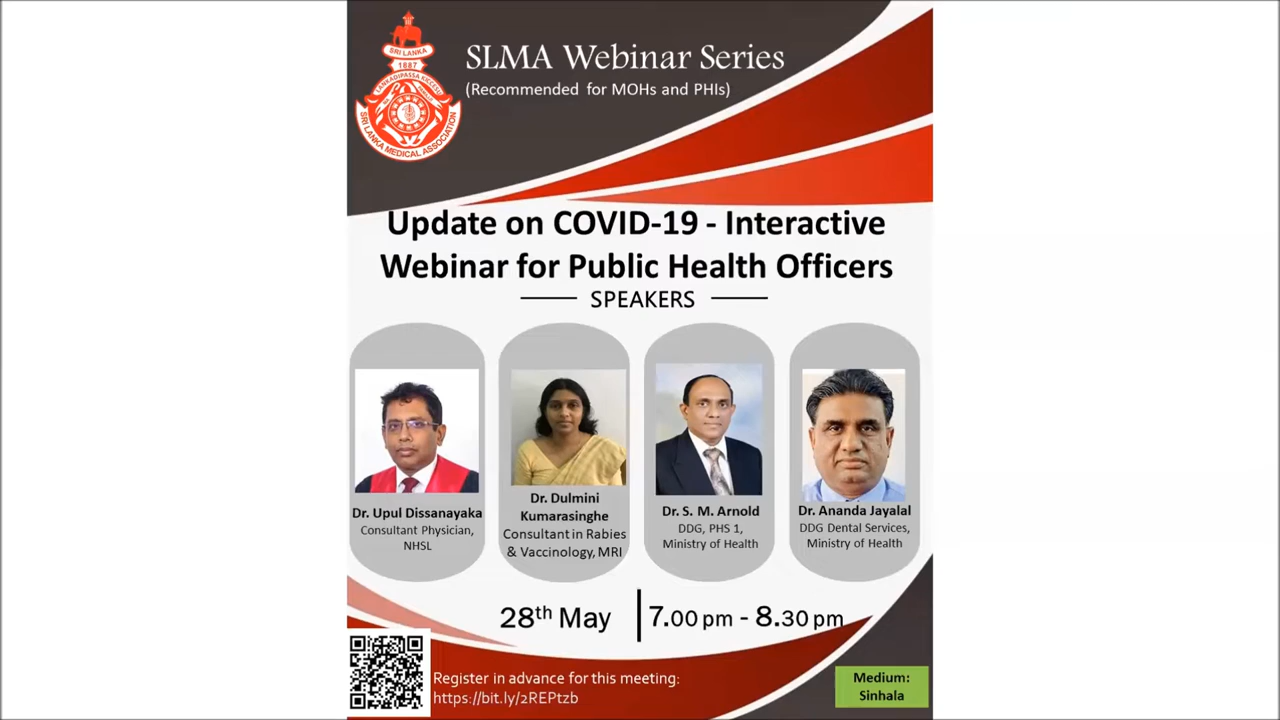 SRI LANKA
1887
LANKADIPASSA KICCESU
SRI LANKA MEDICAL ASSOCIATION
SLMA Webinar Series
(Recommended for MOHs and PHIs)
Update on COVID-19 - Interactive
Webinar for Public Health Officers
SPEAKERS
Dr. Upul Dissanayaka
Consultant Physician,
NHSL
Dr. Dulmini
Kumarasinghe
Consultant in Rabies
& Vaccinology, MRI
Dr. S. M. Arnold
DDG, PHS 1,
Ministry of Health
Dr. Ananda Jayalal
DDG Dental Services,
Ministry of Health
28th May
7.00 pm - 8.30 pm
Register in advance for this meeting:
https://bit.ly/2REPtzb
Medium:
Sinhala